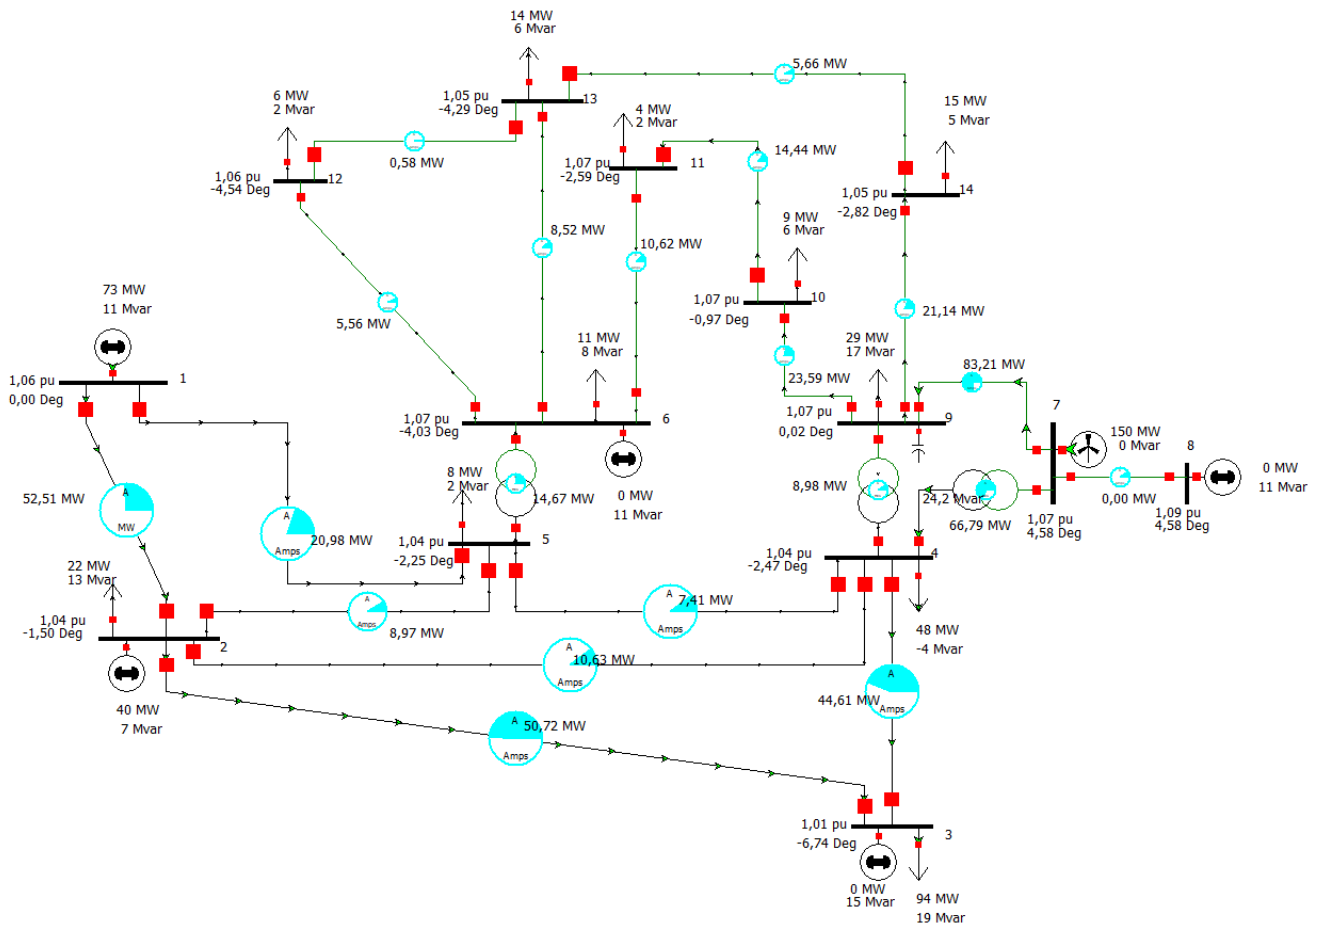 14 MW
6 Mvar
5,66 MW
1,05 pu
-4,29 Deg
13
6 MW
2 Mvar
4 MW
2 Mvar
15 MW
5 Mvar
0,58 MW
14,44 MW
1,06 pu
-4,54 Deg
12
1,07 pu
-2,59 Deg
11
1,05 pu
-2,82 Deg
14
9 MW
6 Mvar
8,52 MW
10,62 MW
73 MW
11 Mvar
1,07 pu
-0,97 Deg
10
5,56 MW
21,14 MW
11 MW
8 Mvar
29 MW
17 Mvar
83,21 MW
1,06 pu
0,00 Deg
1
23,59 MW
1,07 pu
-4,03 Deg
6
1,07 pu
0,02 Deg
9
7
150 MW
0 Mvar
8
8 MW
2 Mvar
14,67 MW
0 MW
11 Mvar
8,98 MW
24,2 Mvar
66,79 MW
0,00 MW
0 MW
11 Mvar
52,51 MW
A
MW
A
Amps
20,98 MW
1,07 pu
4,58 Deg
1,09 pu
4,58 Deg
1,04 pu
-2,25 Deg
5
1,04 pu
-2,47 Deg
4
22 MW
13 Mvar
A
Amps
8,97 MW
A
Amps
7,41 MW
1,04 pu
-1,50 Deg
2
48 MW
-4 Mvar
A
Amps
10,63 MW
40 MW
7 Mvar
A
Amps
44,61 MW
A
Amps
50,72 MW
1,01 pu
-6,74 Deg
3
0 MW
15 Mvar
94 MW
19 Mvar